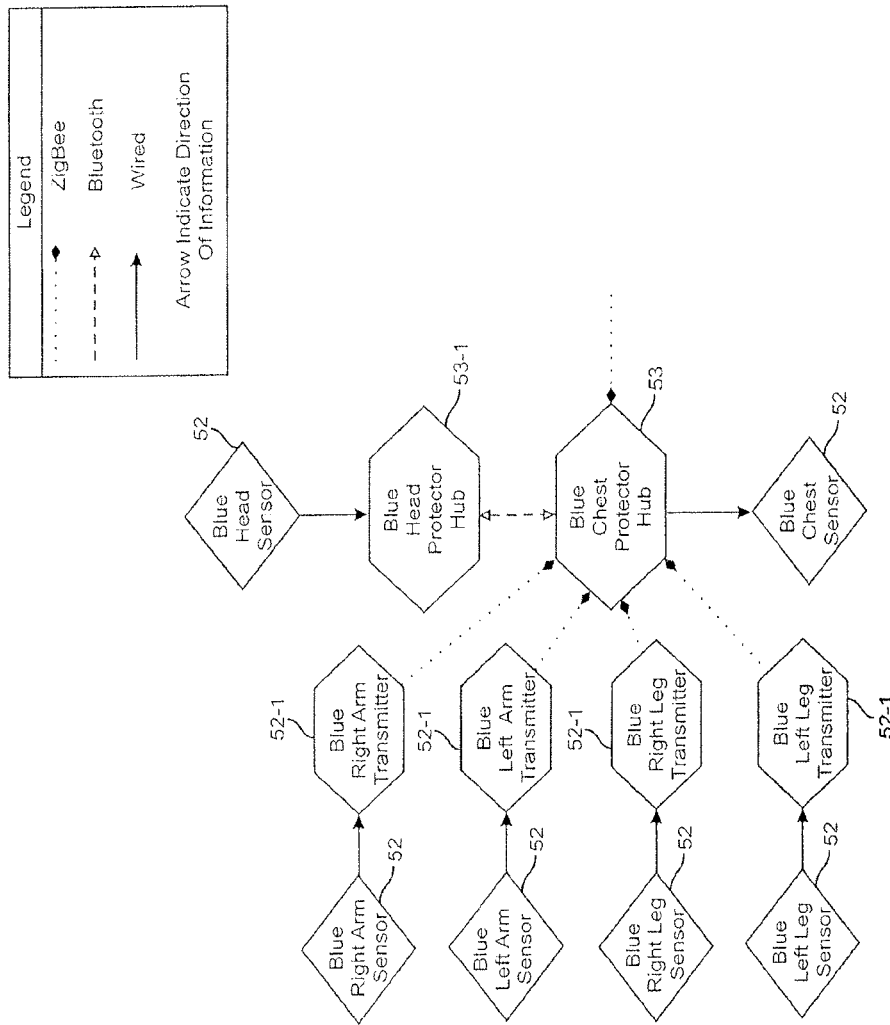 Legend
ZigBee
Bluetooth
Wired
Arrow Indicate Direction
Of Information
52
Blue
Head
Sensor
53-1
Blue
Head
Protector
Hub
53
Blue
Chest
Protector
Hub
52
Blue
Chest
Sensor
52-1
Blue
Right Arm
Transmitter
52-1
Blue
Left Arm
Transmitter
52-1
Blue
Right Leg
Transmitter
52-1
Blue
Left Leg
Transmitter
52
Blue
Right Arm
Sensor
52
Blue
Left Arm
Sensor
52
Blue
Right Leg
Sensor
52
Blue
Left Leg
Sensor